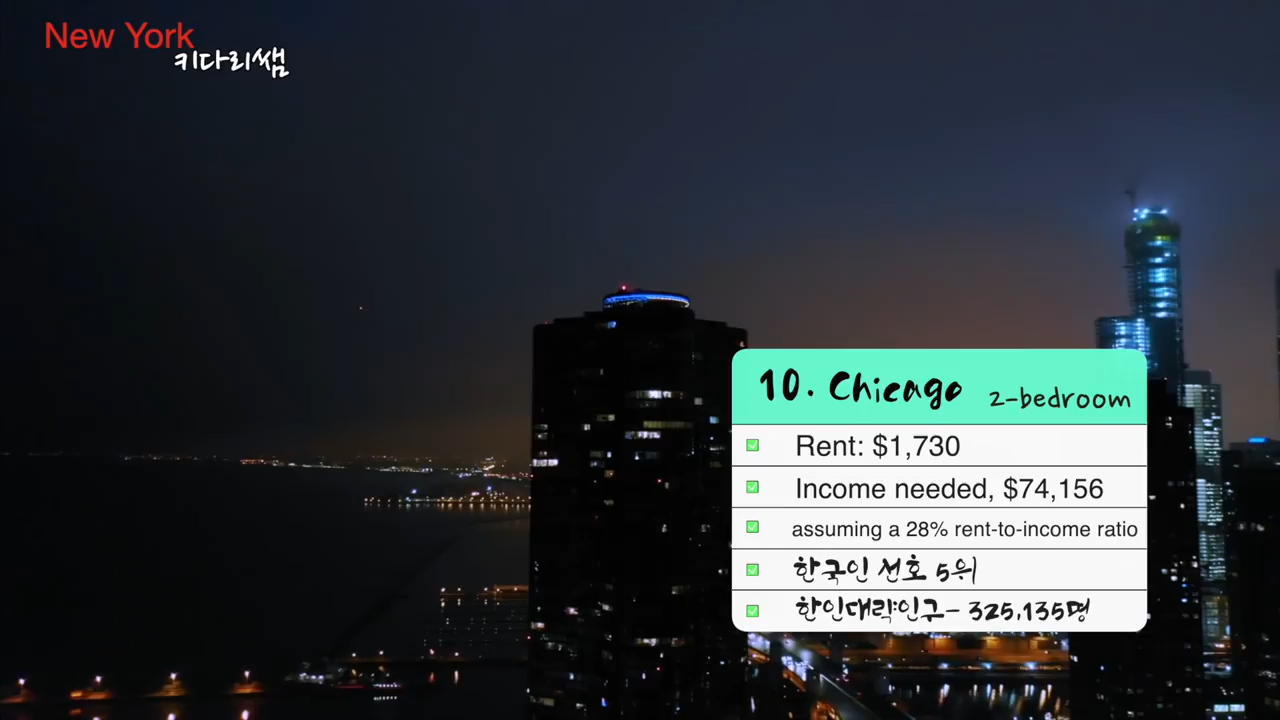 New York
키다리쌤
10. Chicago 2-bedroom
Rent: $1,730
Income needed, $74,156
assuming a 28% rent-to-income ratio
한국인 선호 5위
한인대략인구- 325,135명